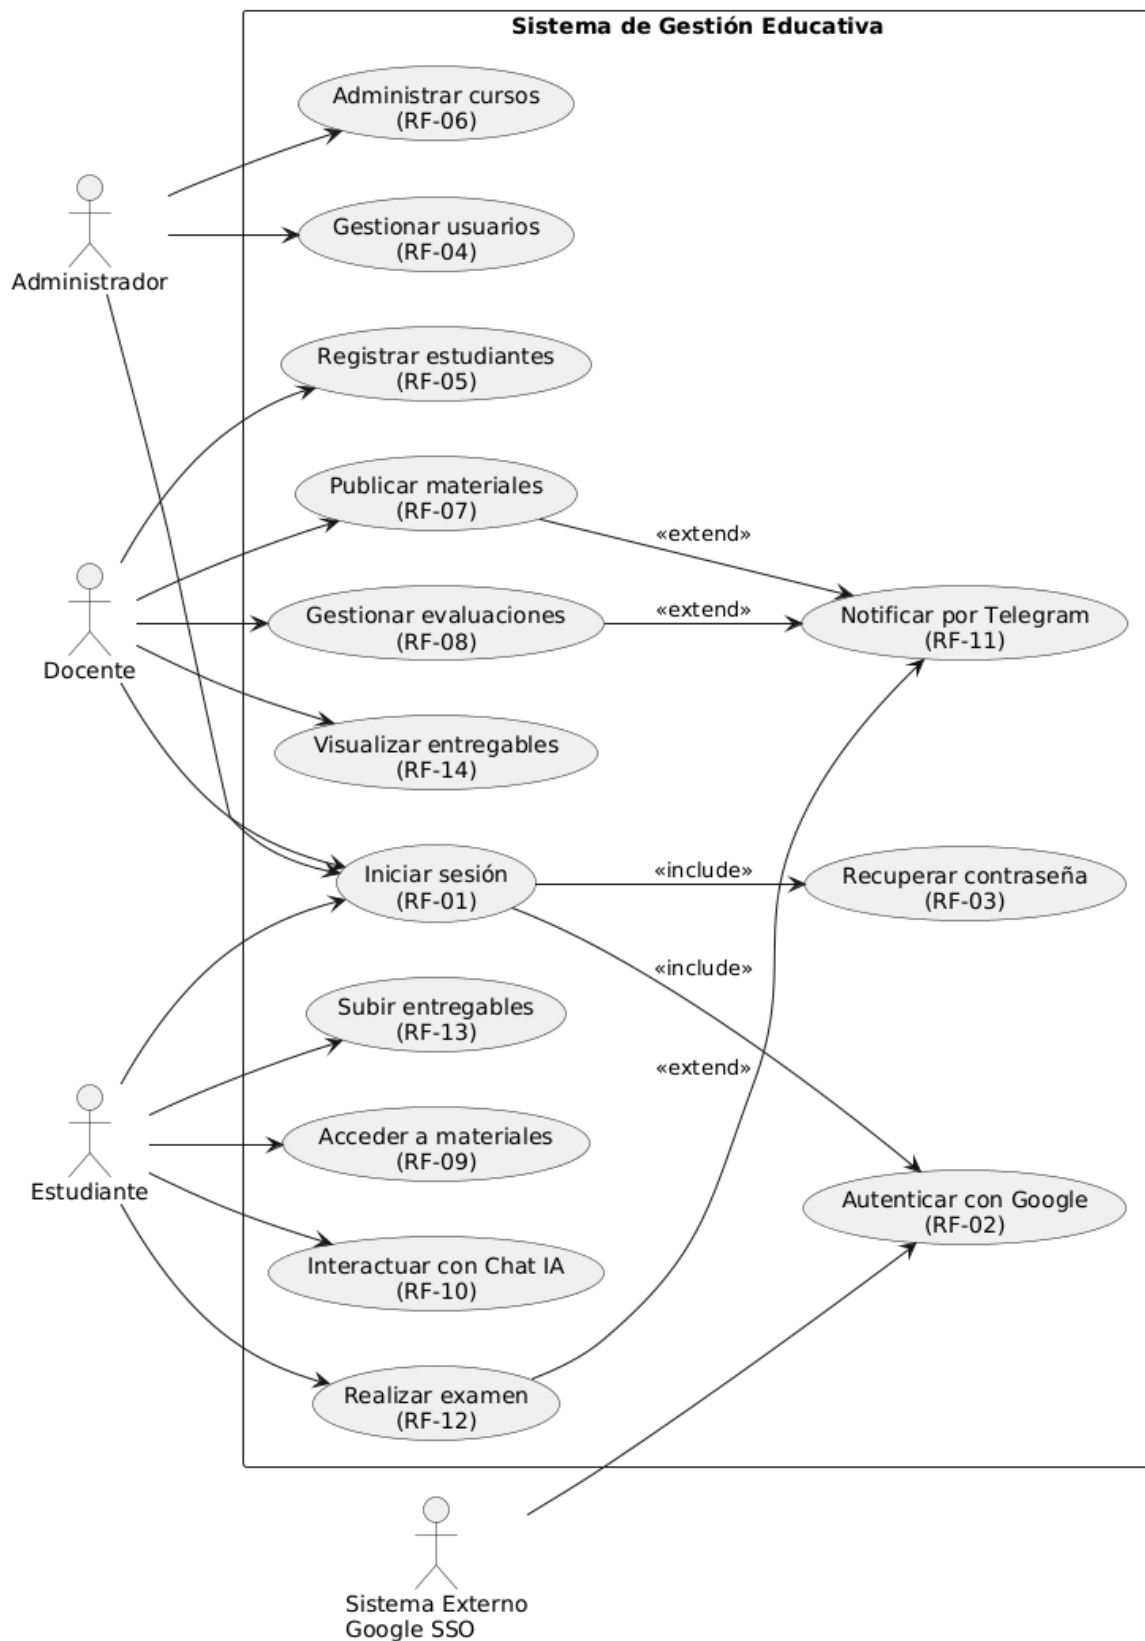 Sistema de Gestión Educativa
Administrar cursos
(RF-06)
Gestionar usuarios
(RF-04)
Administrador
Registrar estudiantes
(RF-05)
Publicar materiales
(RF-07)
«extend»
Gestionar evaluaciones
(RF-08)
«extend»
Notificar por Telegram
(RF-11)
Docente
Visualizar entregables
(RF-14)
Iniciar sesión
(RF-01)
«include»
Recuperar contraseña
(RF-03)
«include»
Subir entregables
(RF-13)
«extend»
Acceder a materiales
(RF-09)
Estudiante
Autenticar con Google
(RF-02)
Interactuar con Chat IA
(RF-10)
Realizar examen
(RF-12)
Sistema Externo
Google SSO